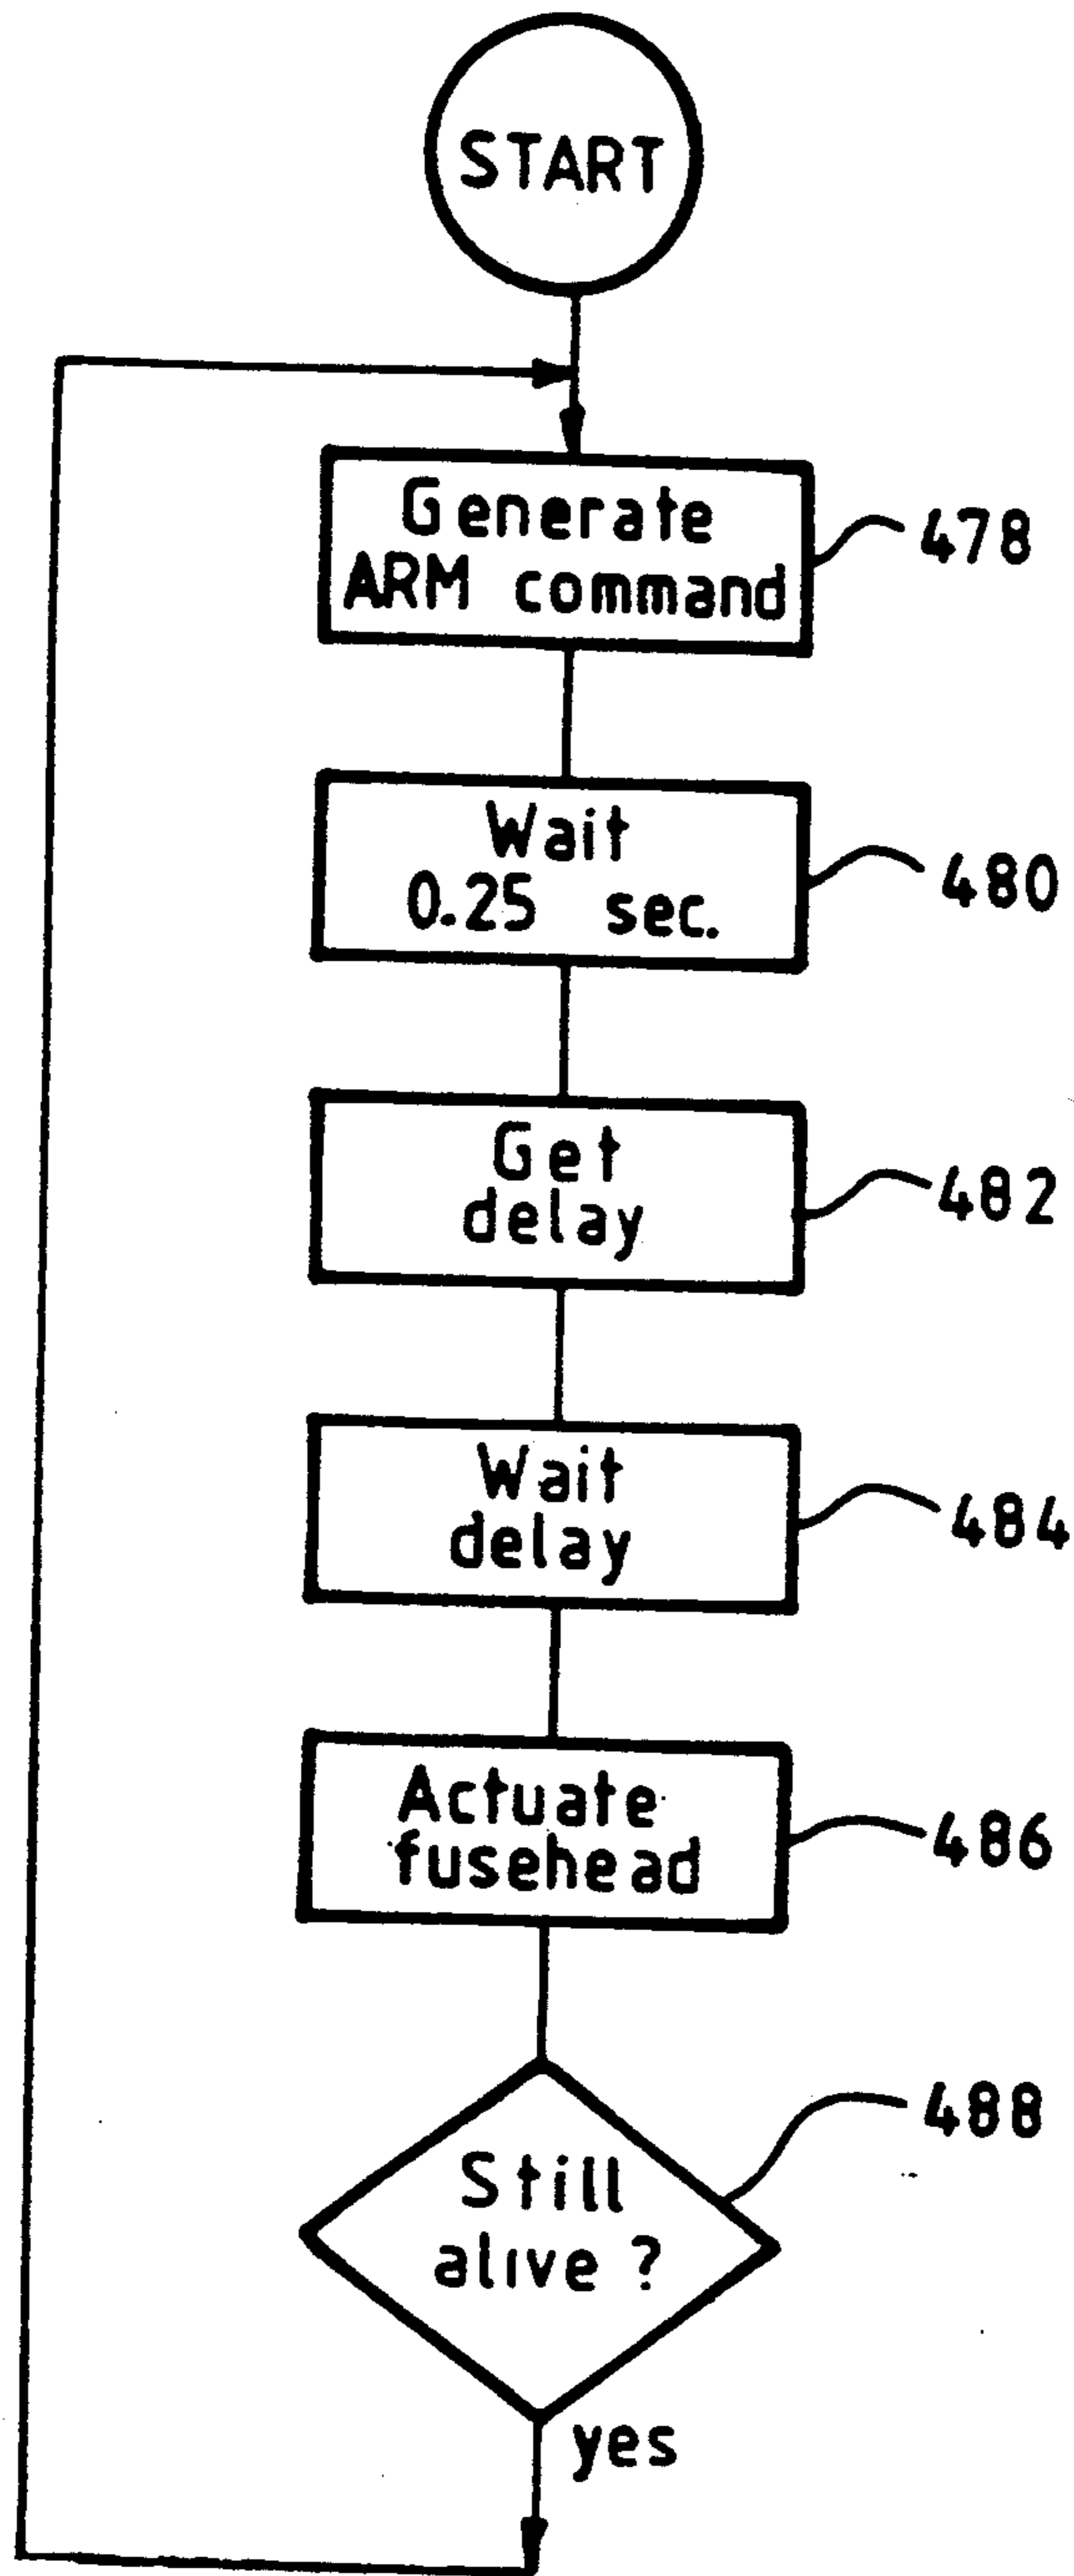 START
Generate
ARM command
478
Wait
0.25 sec.
480
Get
delay
482
Wait
delay
484
Actuate
fusehead
486
Still
alive ?
488
yes